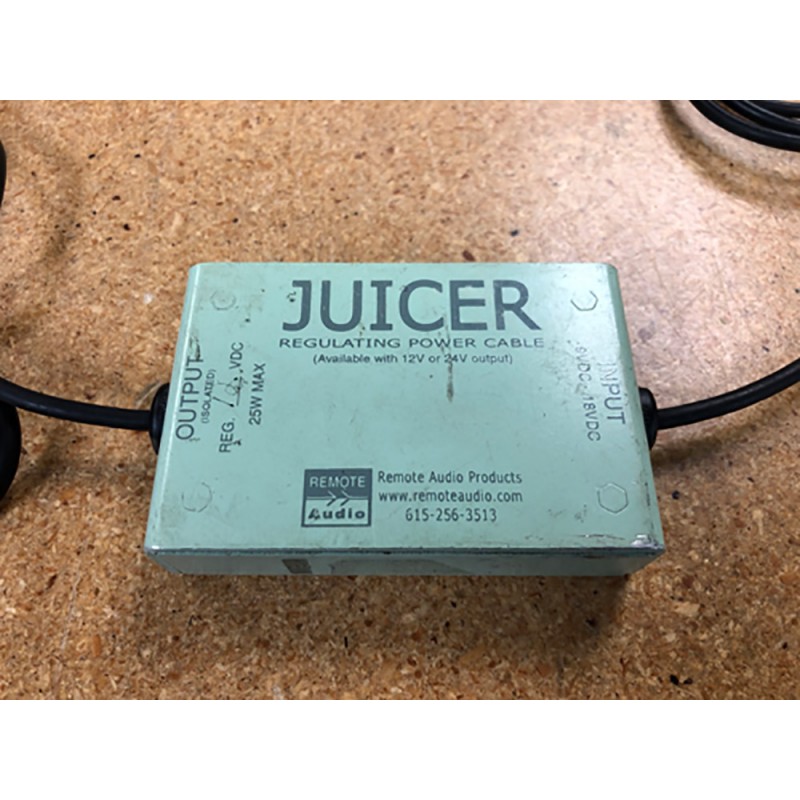 JUICER
REGULATING POWER CABLE
(Available with 12V or 24V output)
OUTPUT
(ISOLATED)
REG. VDC
25W MAX
INPUT
9VDC-18VDC
REMOTE
Audio
Remote Audio Products
www.remoteaudio.com
615-256-3513